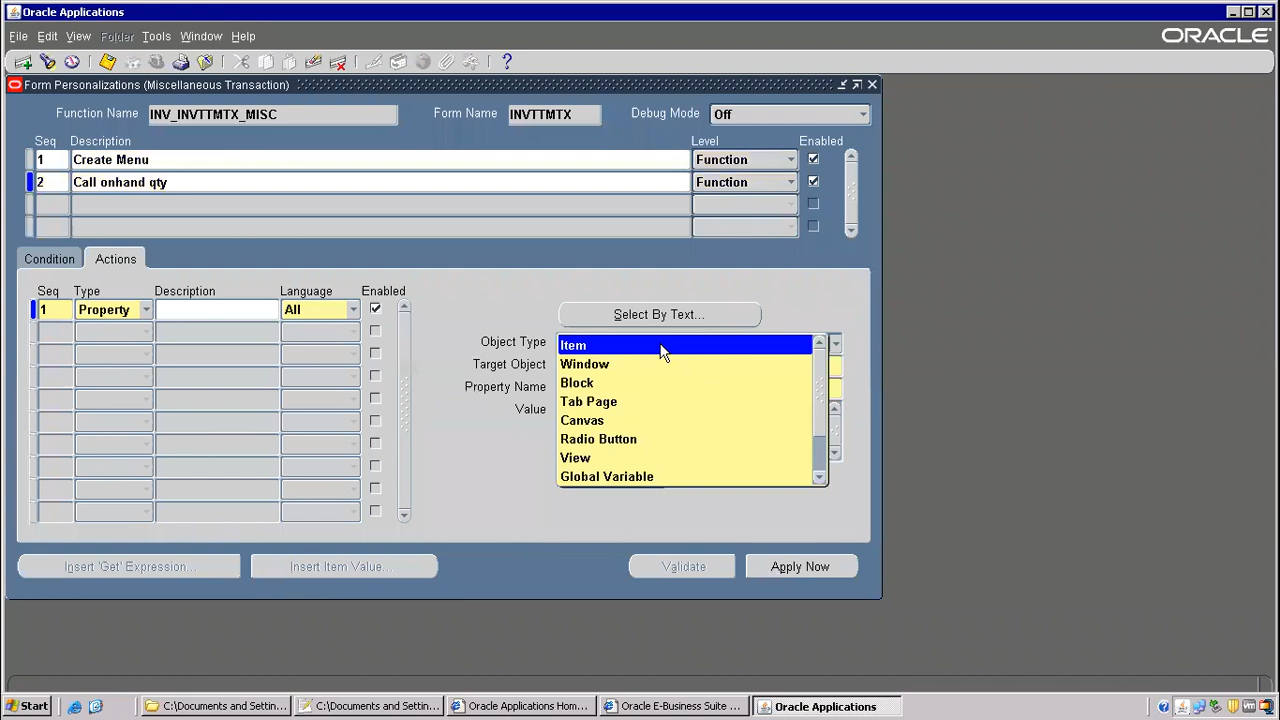 Oracle Applications
File Edit View Folder Tools Window Help
ORACLE
Form Personalizations (Miscellaneous Transaction)
Function Name INV_INVTTMTX_MISC Form Name INVTTMTX Debug Mode Off
Seq Description Level Enabled
1 Create Menu Function
2 Call onhand qty Function
Condition Actions
Seq Type Description Language Enabled
1 Property All
Select By Text...
Object Type
Target Object
Property Name
Value
Item
Window
Block
Tab Page
Canvas
Radio Button
View
Global Variable
Insert 'Get' Expression... Insert Item Value... Validate Apply Now
Start C:\Documents and Settin... C:\Documents and Settin... Oracle Applications Hom... Oracle E-Business Suite ... Oracle Applications